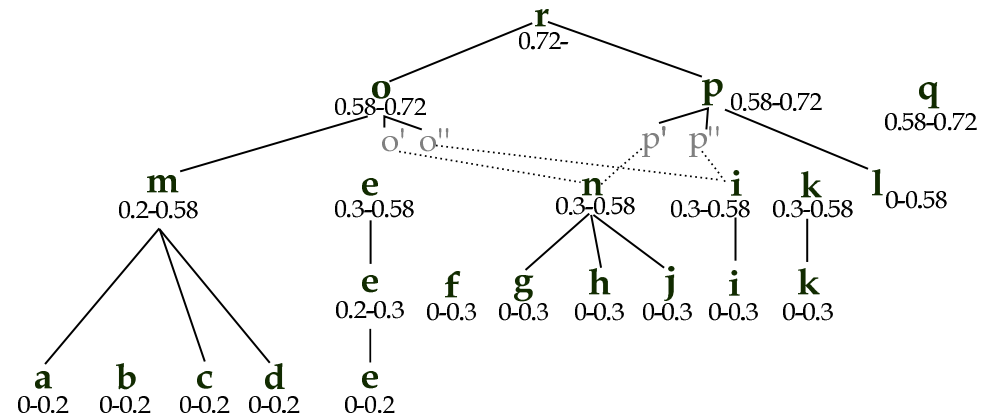 r
0.72-
o p q
0.58-0.72 0.58-0.72 0.58-0.72
o' o'' p' p''
m e n i k l
0.2-0.58 0.3-0.58 0.3-0.58 0.3-0.58 0.3-0.58 0-0.58
e f g h j i k
0.2-0.3 0-0.3 0-0.3 0-0.3 0-0.3 0-0.3 0-0.3
a b c d e
0-0.2 0-0.2 0-0.2 0-0.2 0-0.2